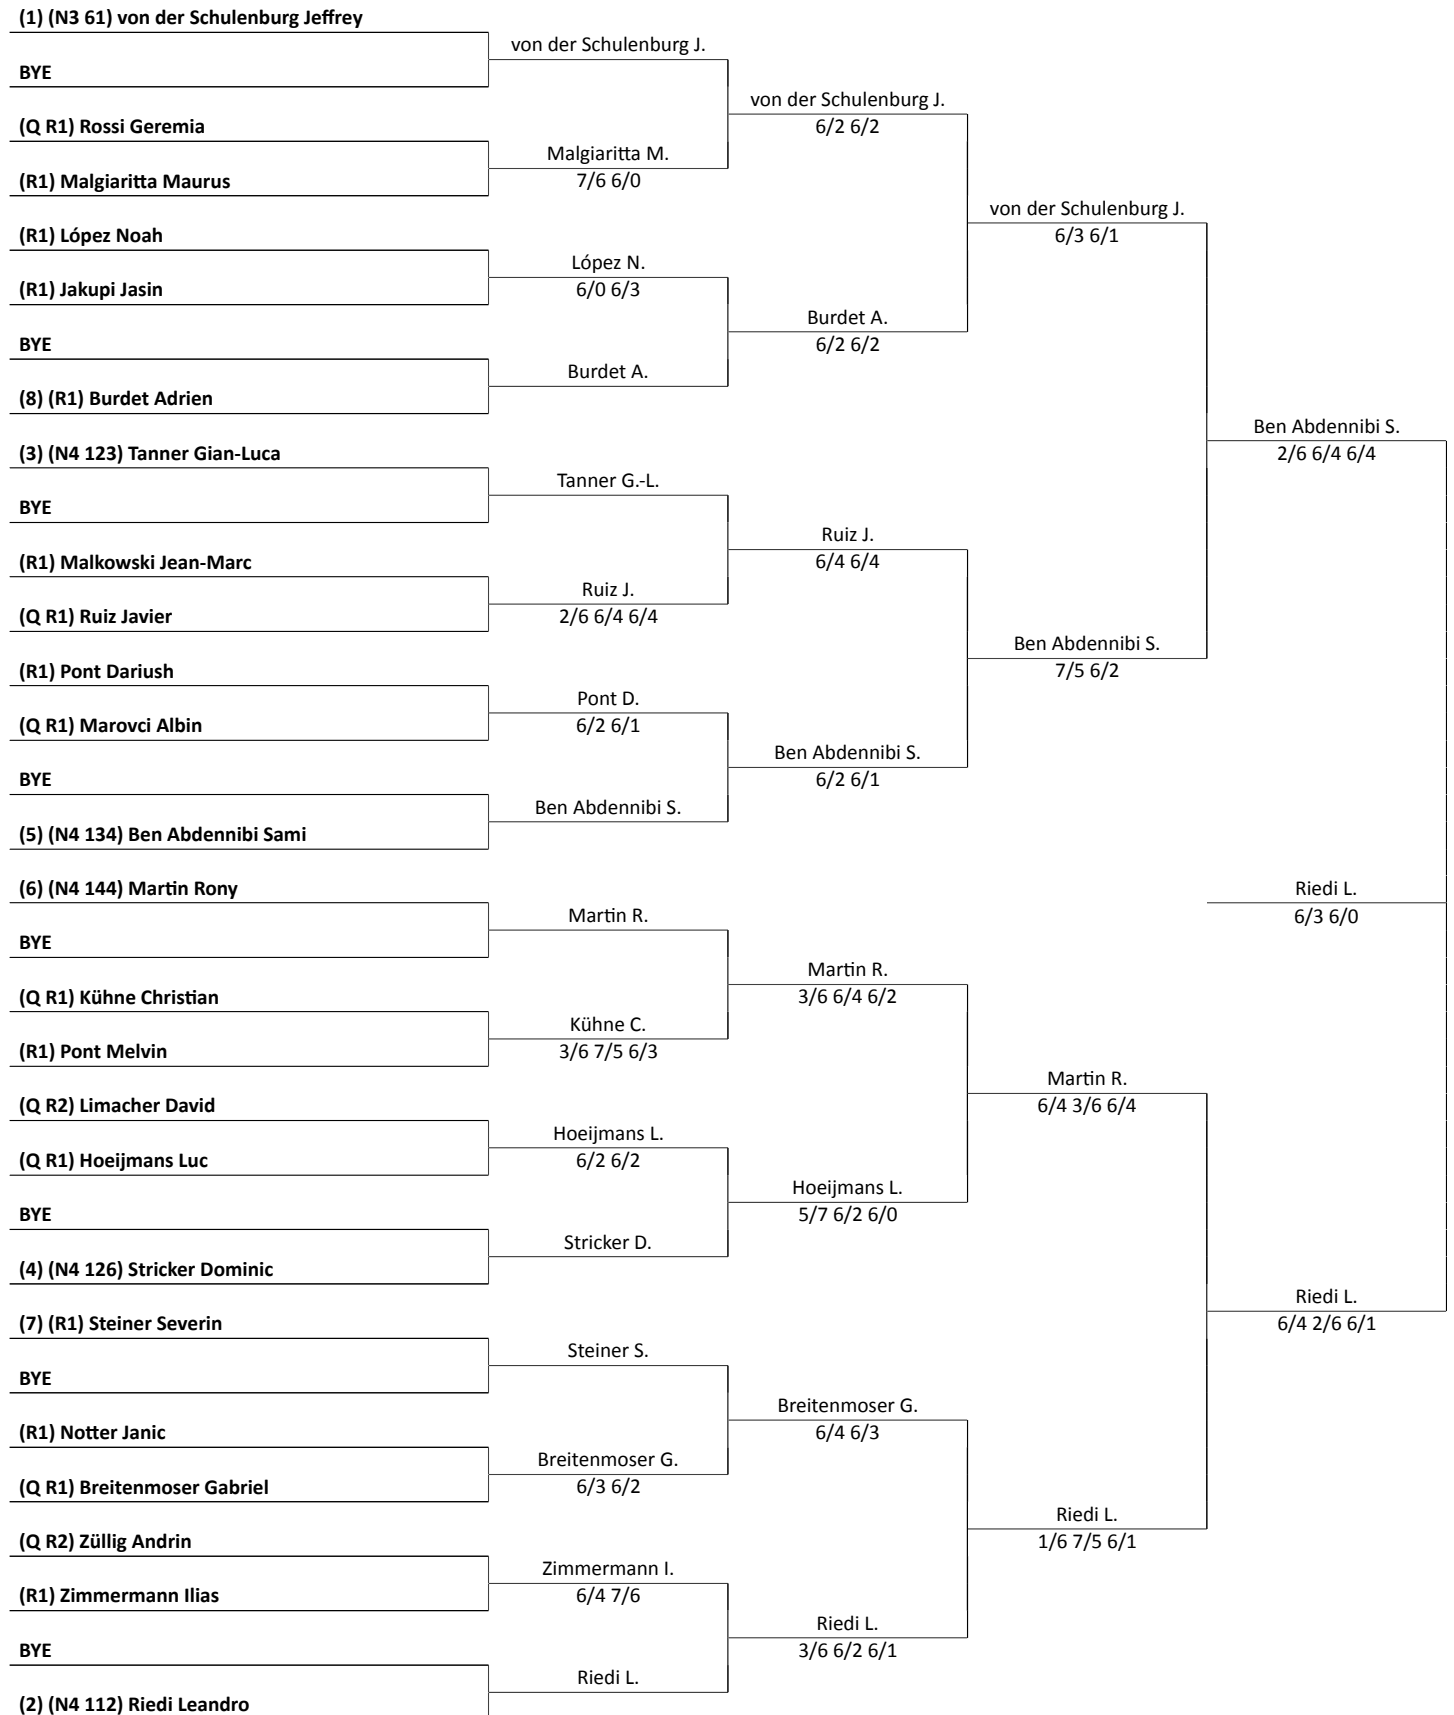 (1) (N3 61) von der Schulenburg Jeffrey
von der Schulenburg J.
BYE
von der Schulenburg J.
6/2 6/2
(Q R1) Rossi Geremia
Malgiaritta M.
7/6 6/0
(R1) Malgiaritta Maurus
von der Schulenburg J.
6/3 6/1
(R1) López Noah
López N.
6/0 6/3
(R1) Jakupi Jasin
Burdet A.
6/2 6/2
BYE
Burdet A.
(8) (R1) Burdet Adrien
Ben Abdennibi S.
2/6 6/4 6/4
(3) (N4 123) Tanner Gian-Luca
Tanner G.-L.
BYE
Ruiz J.
6/4 6/4
(R1) Malkowski Jean-Marc
Ruiz J.
2/6 6/4 6/4
(Q R1) Ruiz Javier
Ben Abdennibi S.
7/5 6/2
(R1) Pont Dariush
Pont D.
6/2 6/1
(Q R1) Marovci Albin
Ben Abdennibi S.
6/2 6/1
BYE
Ben Abdennibi S.
(5) (N4 134) Ben Abdennibi Sami
(6) (N4 144) Martin Rony
Riedi L.
6/3 6/0
Martin R.
BYE
Martin R.
3/6 6/4 6/2
(Q R1) Kühne Christian
Kühne C.
3/6 7/5 6/3
(R1) Pont Melvin
Martin R.
6/4 3/6 6/4
(Q R2) Limacher David
Hoeijmans L.
6/2 6/2
(Q R1) Hoeijmans Luc
Hoeijmans L.
5/7 6/2 6/0
BYE
Stricker D.
(4) (N4 126) Stricker Dominic
Riedi L.
6/4 2/6 6/1
(7) (R1) Steiner Severin
Steiner S.
BYE
Breitenmoser G.
6/4 6/3
(R1) Notter Janic
Breitenmoser G.
6/3 6/2
(Q R1) Breitenmoser Gabriel
Riedi L.
1/6 7/5 6/1
(Q R2) Züllig Andrin
Zimmermann I.
6/4 7/6
(R1) Zimmermann Ilias
Riedi L.
3/6 6/2 6/1
BYE
Riedi L.
(2) (N4 112) Riedi Leandro